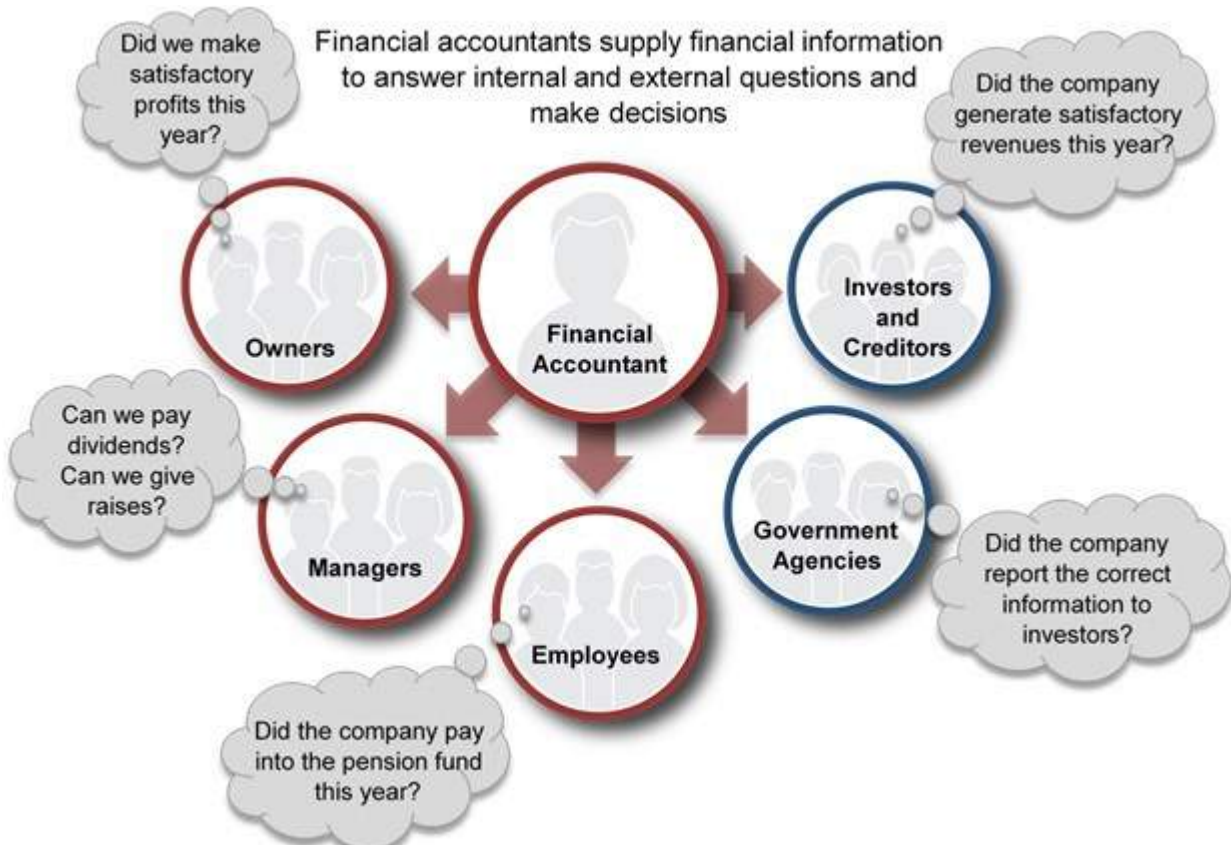 Financial accountants supply financial information
to answer internal and external questions and
make decisions
Did we make
satisfactory
profits this
year?
Did the company
generate satisfactory
revenues this year?
Owners
Financial
Accountant
Investors
and
Creditors
Can we pay
dividends?
Can we give
raises?
Managers
Employees
Government
Agencies
Did the company
report the correct
information to
investors?
Did the company pay
into the pension fund
this year?